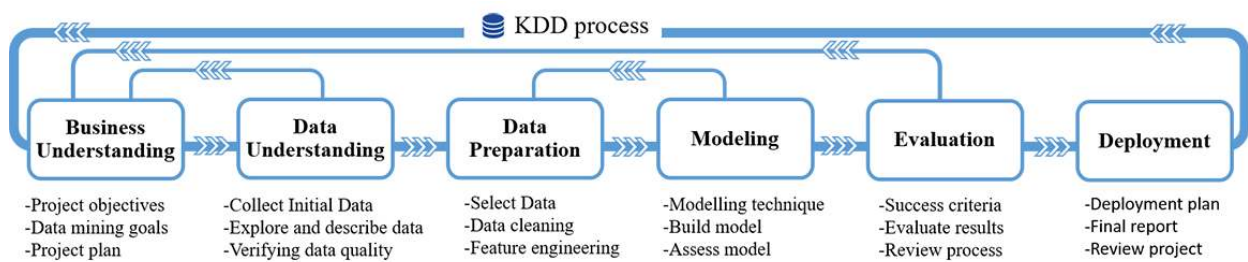 KDD process
Business
Understanding
Data
Understanding
Data
Preparation
Modeling
Evaluation
Deployment
-Project objectives
-Data mining goals
-Project plan
-Collect Initial Data
-Explore and describe data
-Verifying data quality
-Select Data
-Data cleaning
-Feature engineering
-Modelling technique
-Build model
-Assess model
-Success criteria
-Evaluate results
-Review process
-Deployment plan
-Final report
-Review project